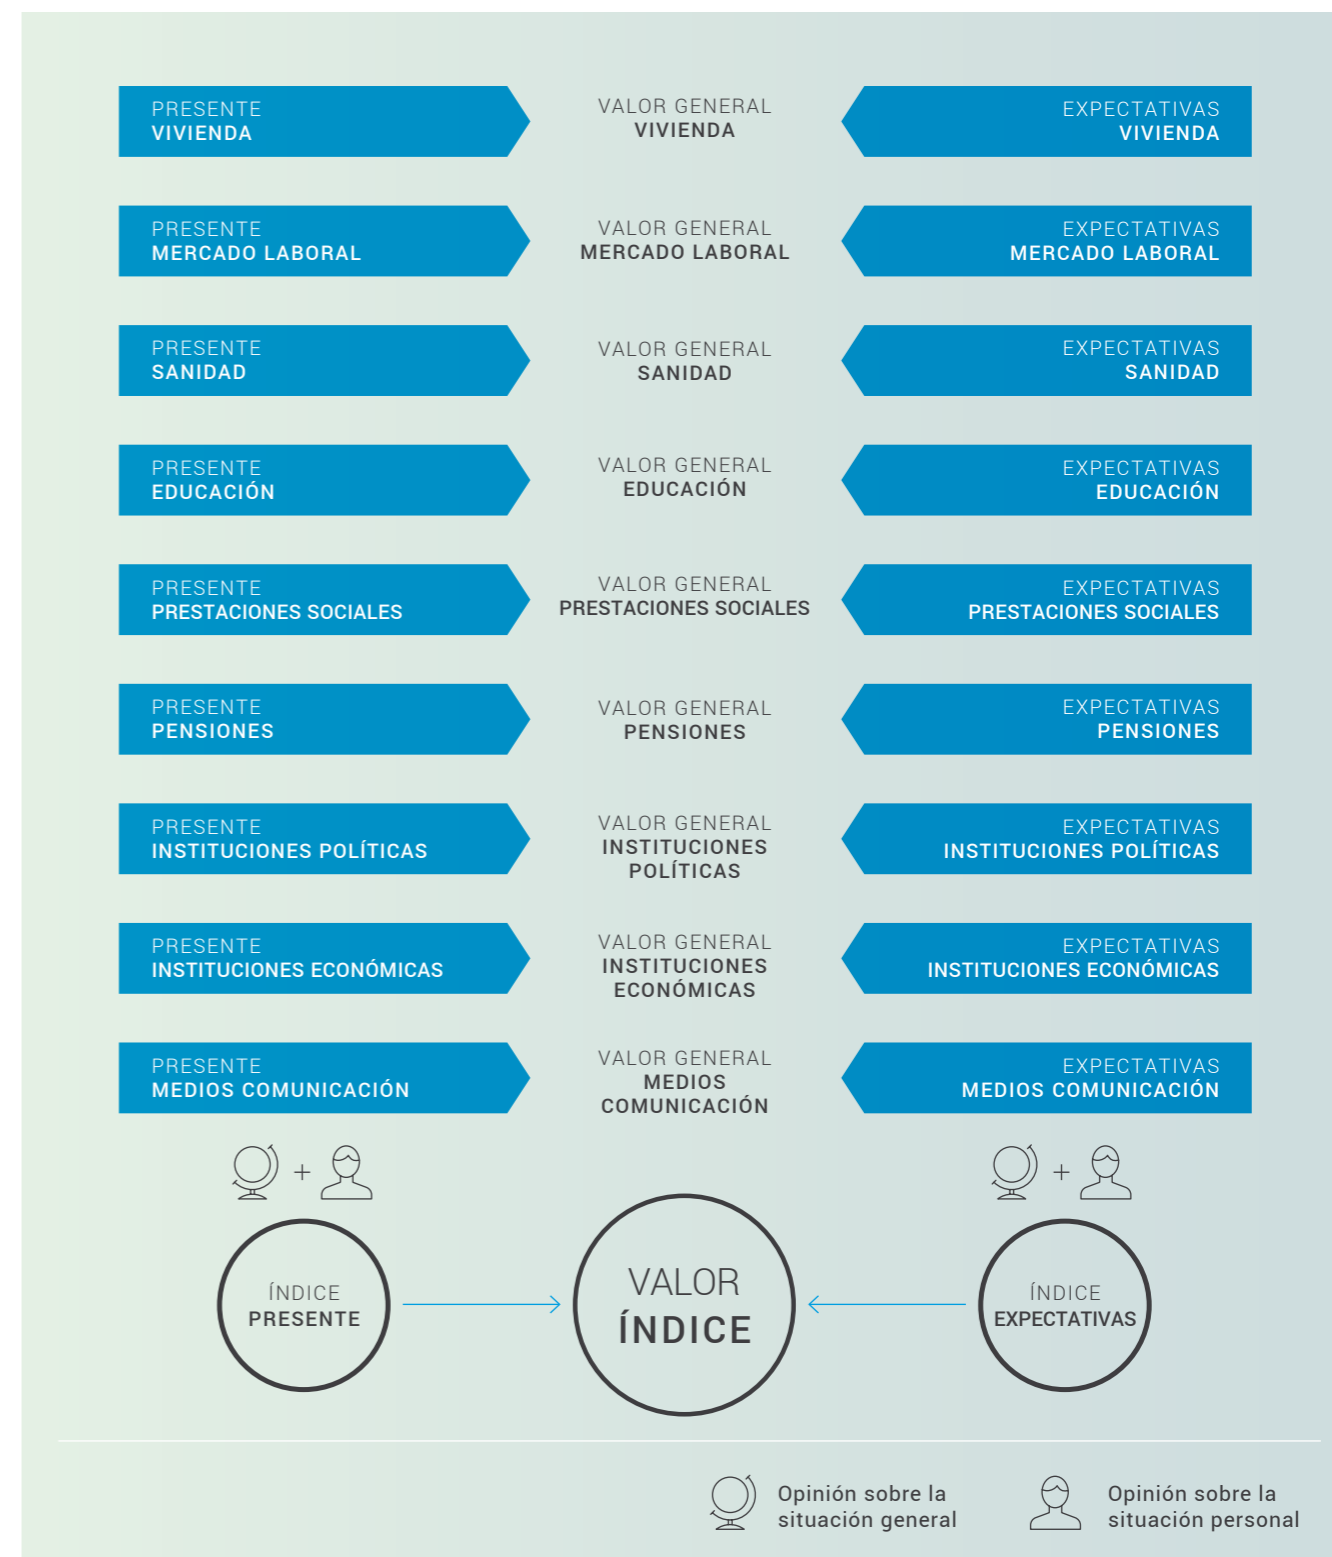 PRESENTE
VIVIENDA
VALOR GENERAL
VIVIENDA
EXPECTATIVAS
VIVIENDA
PRESENTE
MERCADO LABORAL
VALOR GENERAL
MERCADO LABORAL
EXPECTATIVAS
MERCADO LABORAL
PRESENTE
SANIDAD
VALOR GENERAL
SANIDAD
EXPECTATIVAS
SANIDAD
PRESENTE
EDUCACIÓN
VALOR GENERAL
EDUCACIÓN
EXPECTATIVAS
EDUCACIÓN
PRESENTE
PRESTACIONES SOCIALES
VALOR GENERAL
PRESTACIONES SOCIALES
EXPECTATIVAS
PRESTACIONES SOCIALES
PRESENTE
PENSIONES
VALOR GENERAL
PENSIONES
EXPECTATIVAS
PENSIONES
PRESENTE
INSTITUCIONES POLÍTICAS
VALOR GENERAL
INSTITUCIONES
POLÍTICAS
EXPECTATIVAS
INSTITUCIONES POLÍTICAS
PRESENTE
INSTITUCIONES ECONÓMICAS
VALOR GENERAL
INSTITUCIONES
ECONÓMICAS
EXPECTATIVAS
INSTITUCIONES ECONÓMICAS
PRESENTE
MEDIOS COMUNICACIÓN
VALOR GENERAL
MEDIOS
COMUNICACIÓN
EXPECTATIVAS
MEDIOS COMUNICACIÓN
+
+
ÍNDICE
PRESENTE
VALOR
ÍNDICE
ÍNDICE
EXPECTATIVAS
Opinión sobre la
situación general
Opinión sobre la
situación personal